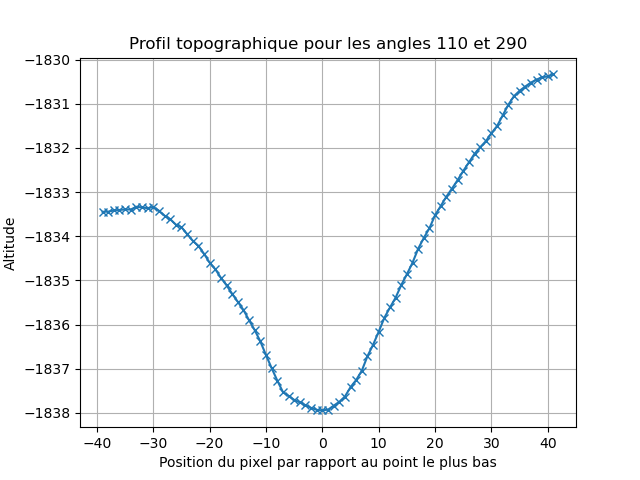 Profil topographique pour les angles 110 et 290
−1830
−1831
−1832
−1833
−1834
−1835
−1836
−1837
−1838
Altitude
−40 −30 −20 −10 0 10 20 30 40
Position du pixel par rapport au point le plus bas